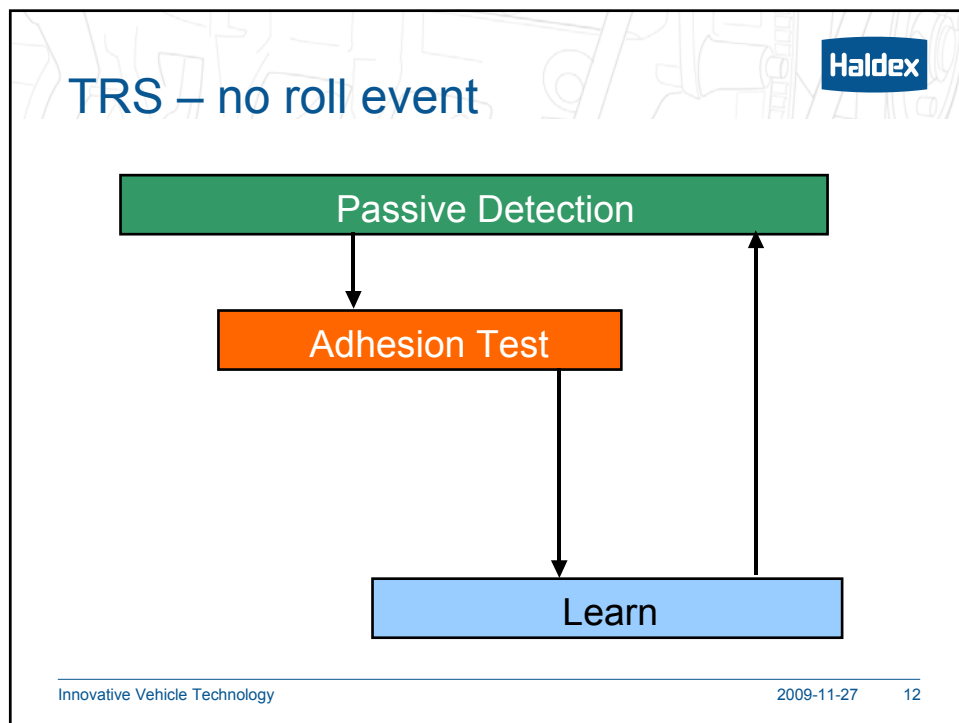 Haldex
TRS – no roll event
Passive Detection
Adhesion Test
Learn
Innovative Vehicle Technology
2009-11-27
12